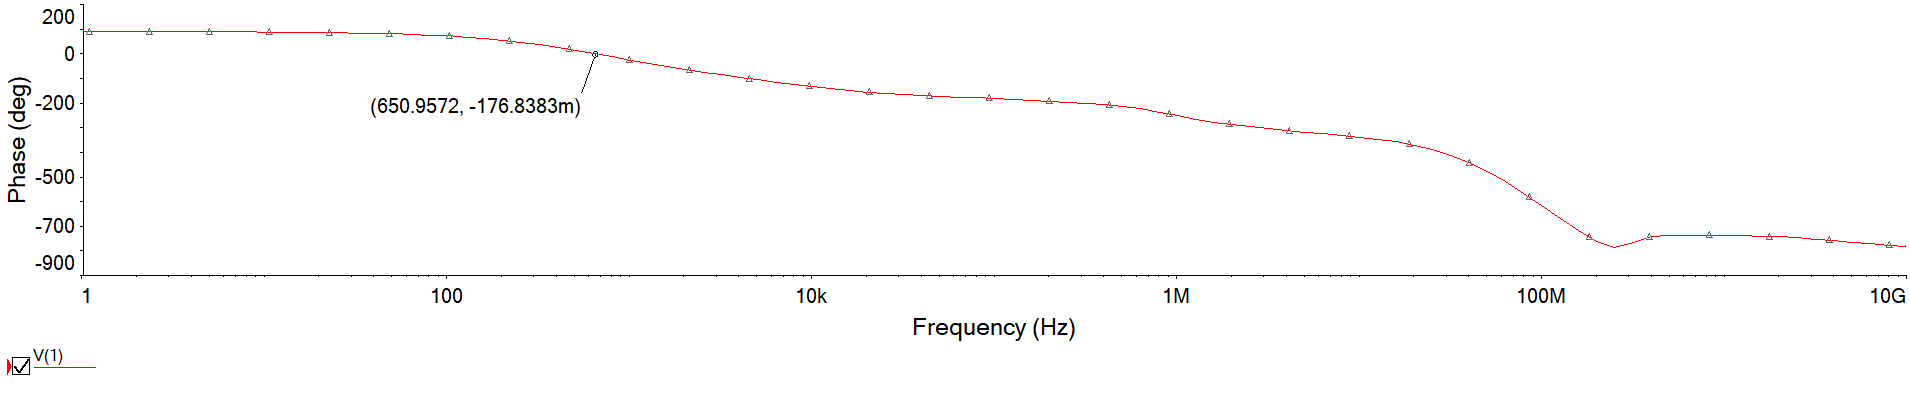 Phase (deg)
200
0
-200
-500
-700
-900
(650.9572, -176.8383m)
1 100 10k 1M 100M 10G
Frequency (Hz)
V(1)